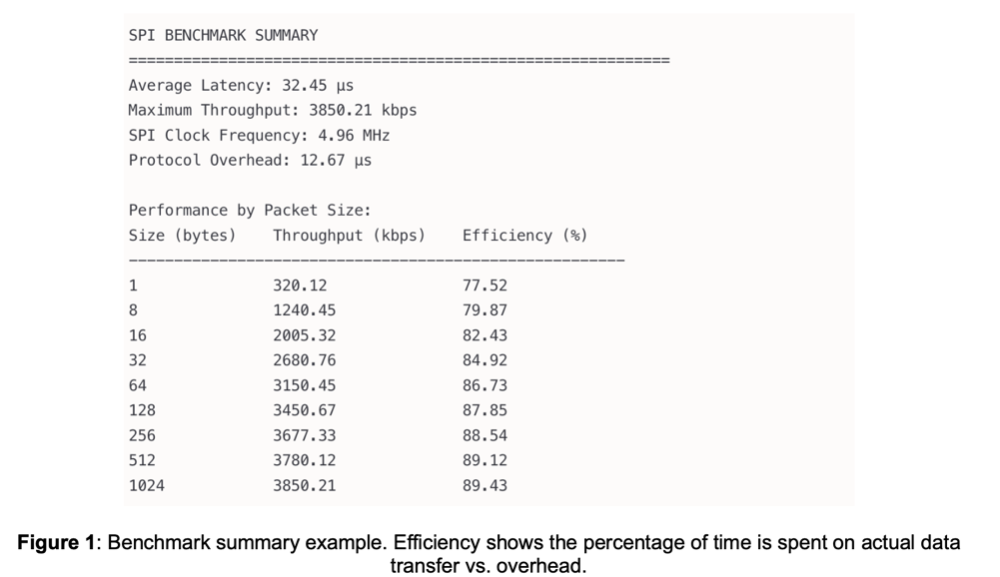 SPI BENCHMARK SUMMARY
============================================================
Average Latency: 32.45 µs
Maximum Throughput: 3850.21 kbps
SPI Clock Frequency: 4.96 MHz
Protocol Overhead: 12.67 µs
Performance by Packet Size:
Size (bytes)    Throughput (kbps)    Efficiency (%)
-------------------------------------------------------
1               320.12               77.52
8               1240.45              79.87
16              2005.32              82.43
32              2680.76              84.92
64              3150.45              86.73
128             3450.67              87.85
256             3677.33              88.54
512             3780.12              89.12
1024            3850.21              89.43
Figure 1: Benchmark summary example. Efficiency shows the percentage of time is spent on actual data
transfer vs. overhead.